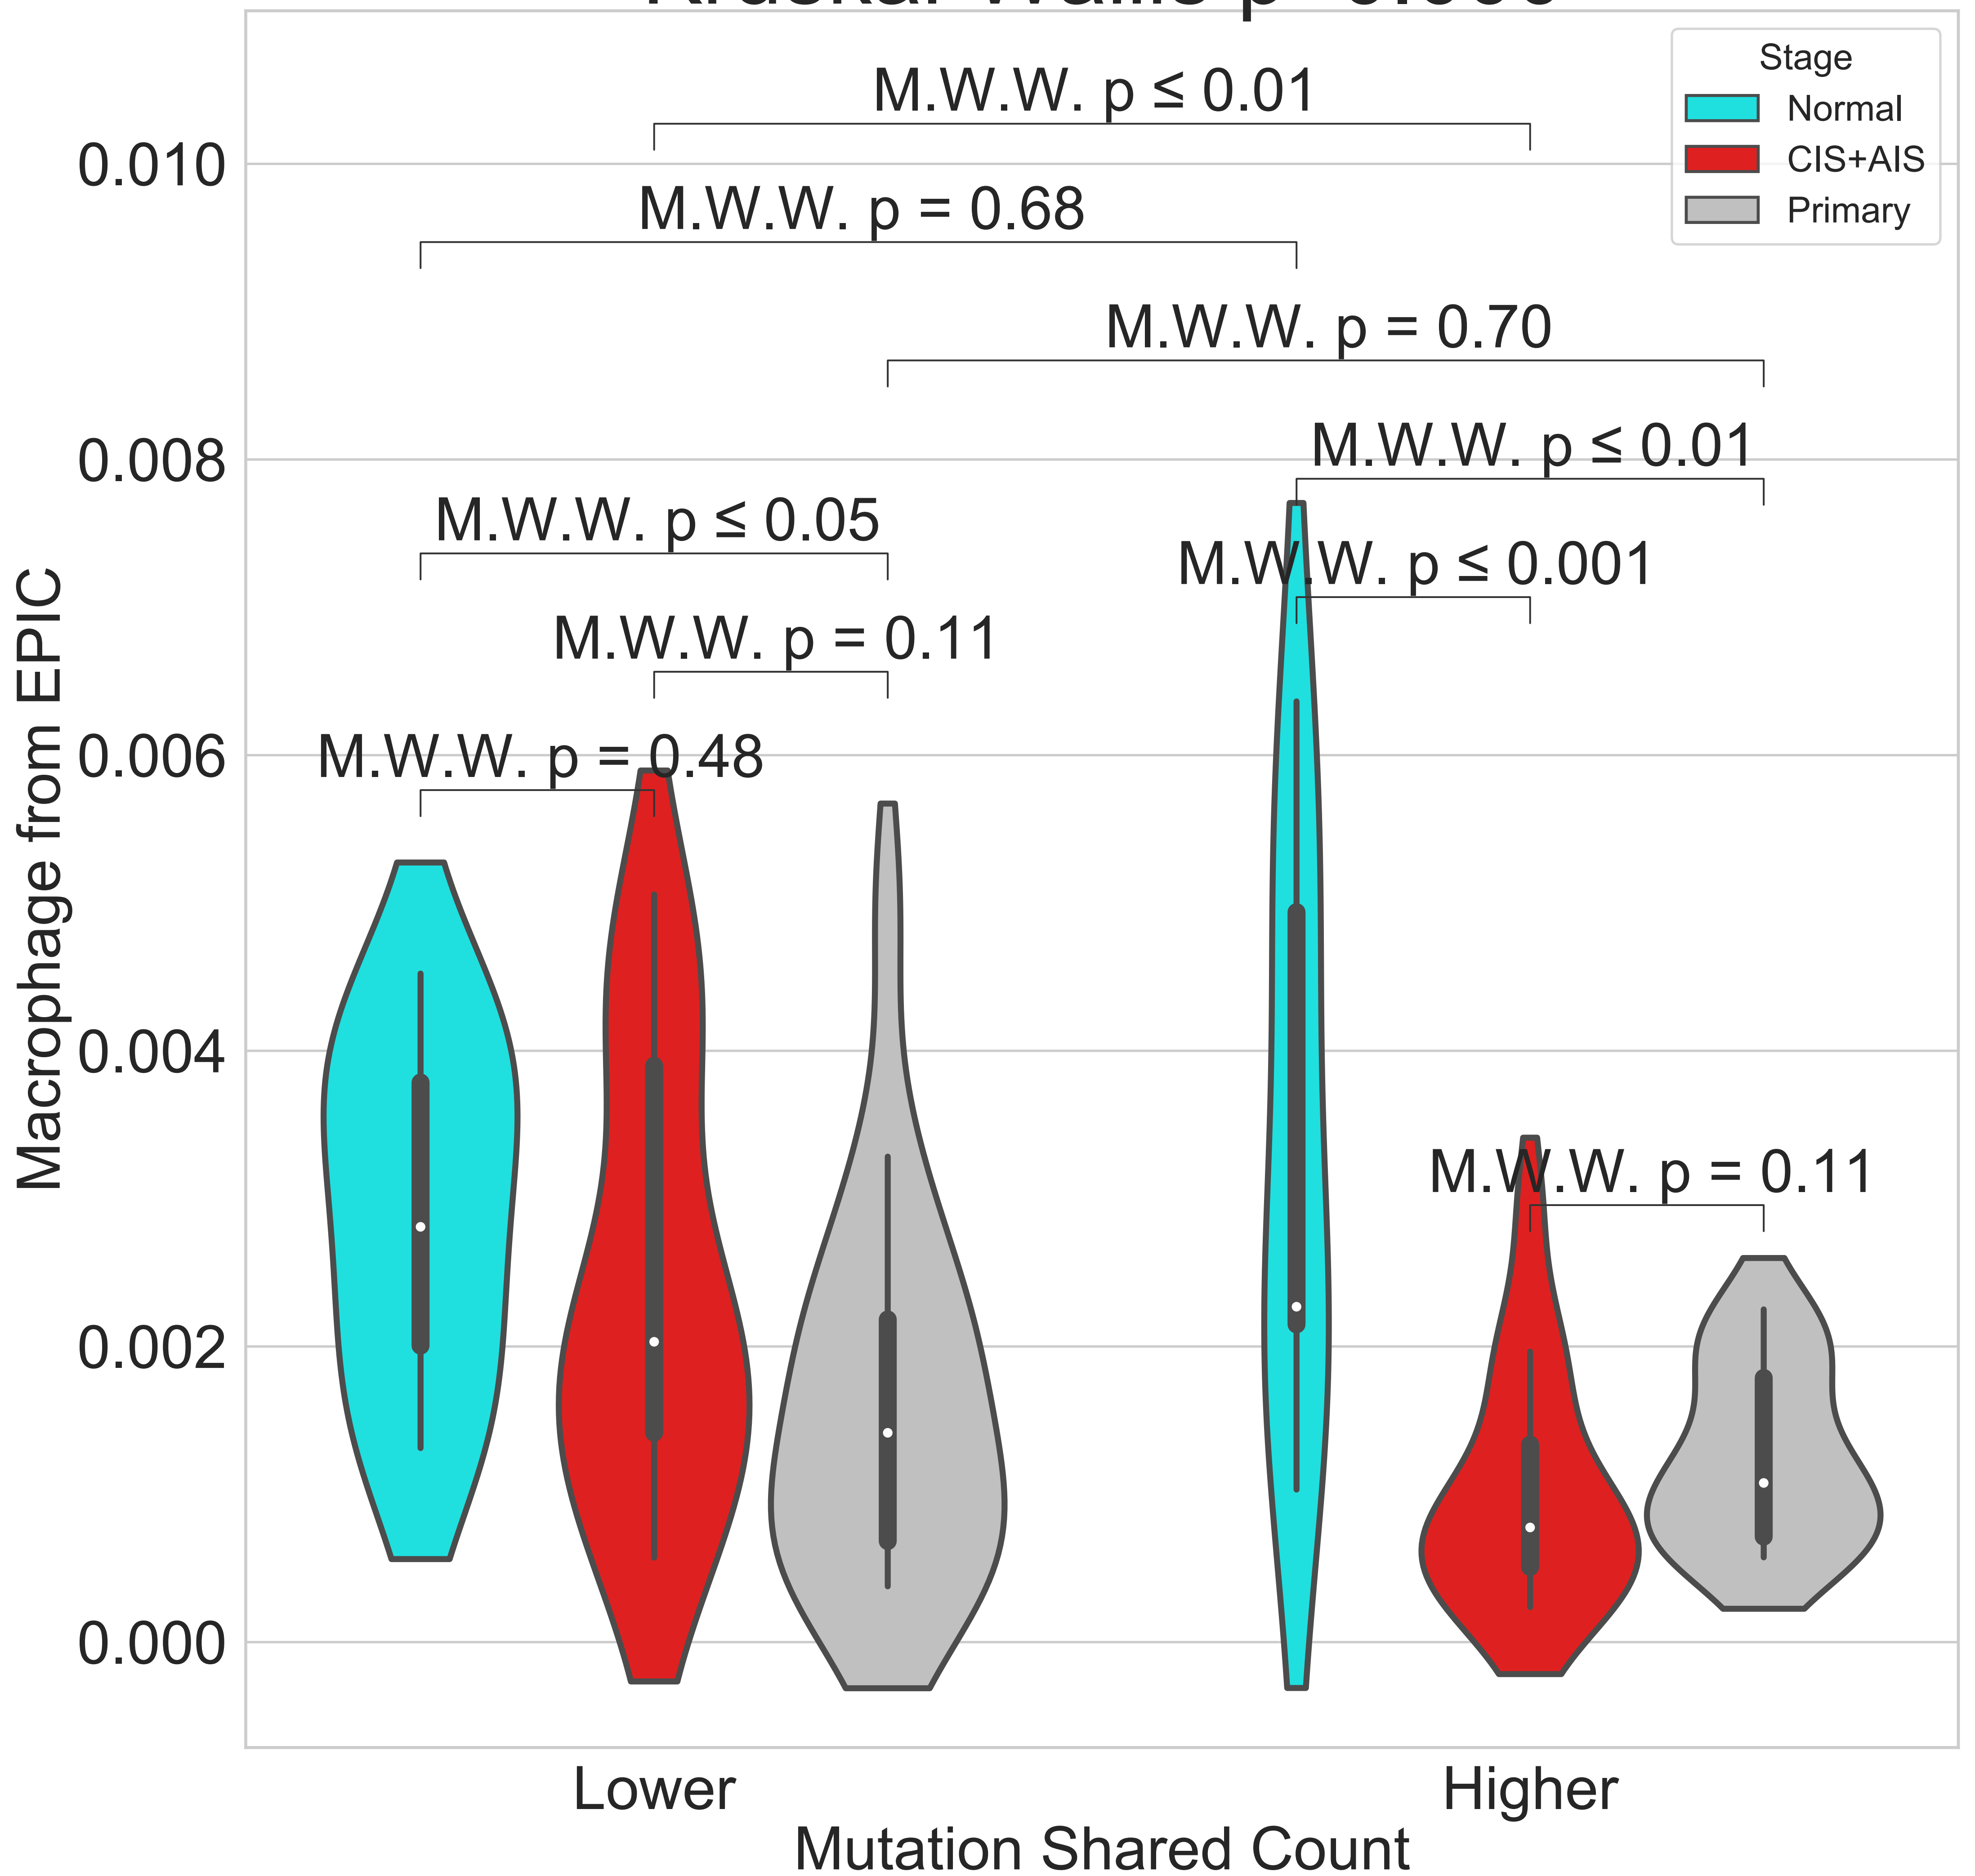 Stage
Normal
CIS+AIS
Primary
M.W.W. p ≤ 0.01
M.W.W. p = 0.68
M.W.W. p = 0.70
M.W.W. p ≤ 0.01
M.W.W. p ≤ 0.05
M.W.W. p ≤ 0.001
M.W.W. p = 0.11
M.W.W. p = 0.48
M.W.W. p = 0.11
0.010
0.008
0.006
0.004
0.002
0.000
Macrophage from EPIC
Lower
Higher
Mutation Shared Count